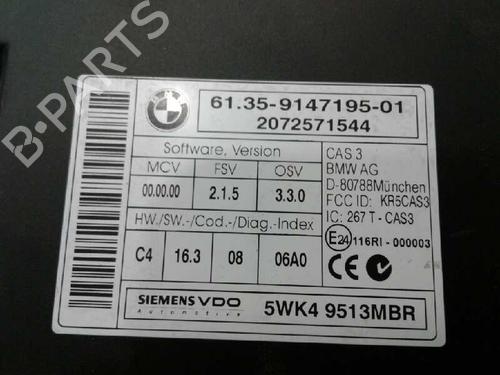 B-PARTS
BMW
61.35-9147195-01
2072571544
Software, Version
MCV FSV OSV
00.00.00 2.1.5 3.3.0
HW./SW.-/Cod.-/Diag.-Index
C4 16.3 08 06A0
CAS 3
BMW AG
D-80788München
FCC ID: KR5CAS3
IC: 267 T - CAS3
E24 116RI - 000003
CE
SIEMENS VDO
Automotive
5WK4 9513MBR